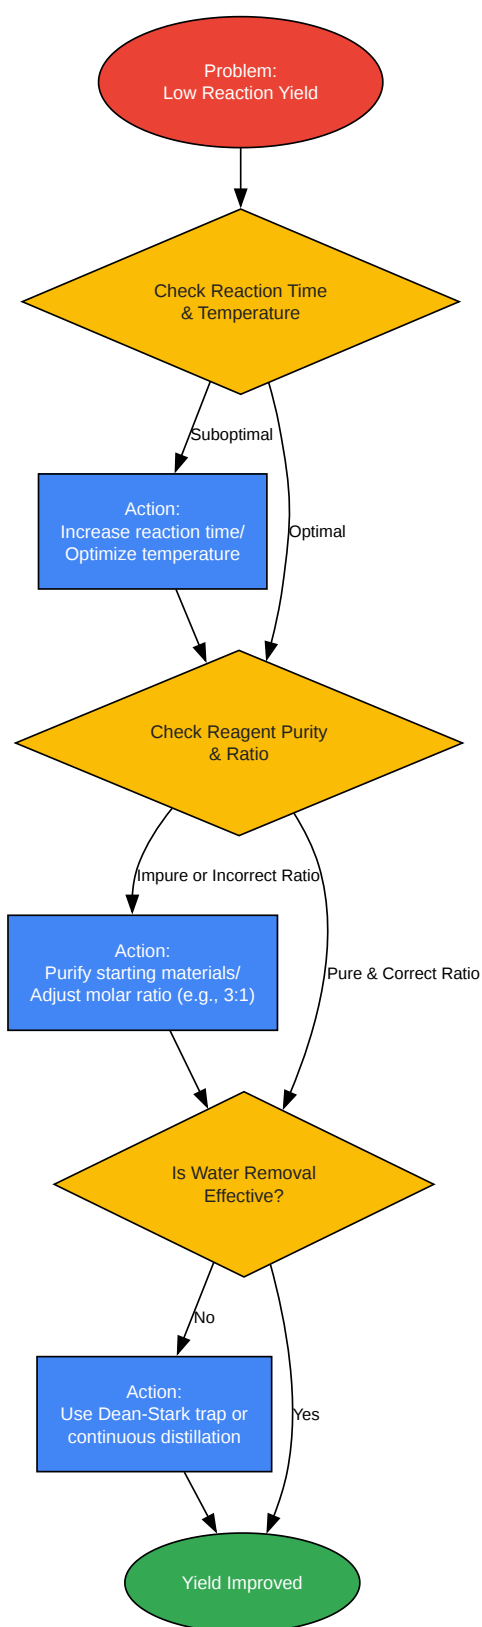 Problem:
Low Reaction Yield
Check Reaction Time
& Temperature
Suboptimal
Action:
Increase reaction time/
Optimize temperature
Optimal
Check Reagent Purity
& Ratio
Impure or Incorrect Ratio
Action:
Purify starting materials/
Adjust molar ratio (e.g., 3:1)
Pure & Correct Ratio
Is Water Removal
Effective?
No
Action:
Use Dean-Stark trap or
continuous distillation
Yes
Yield Improved